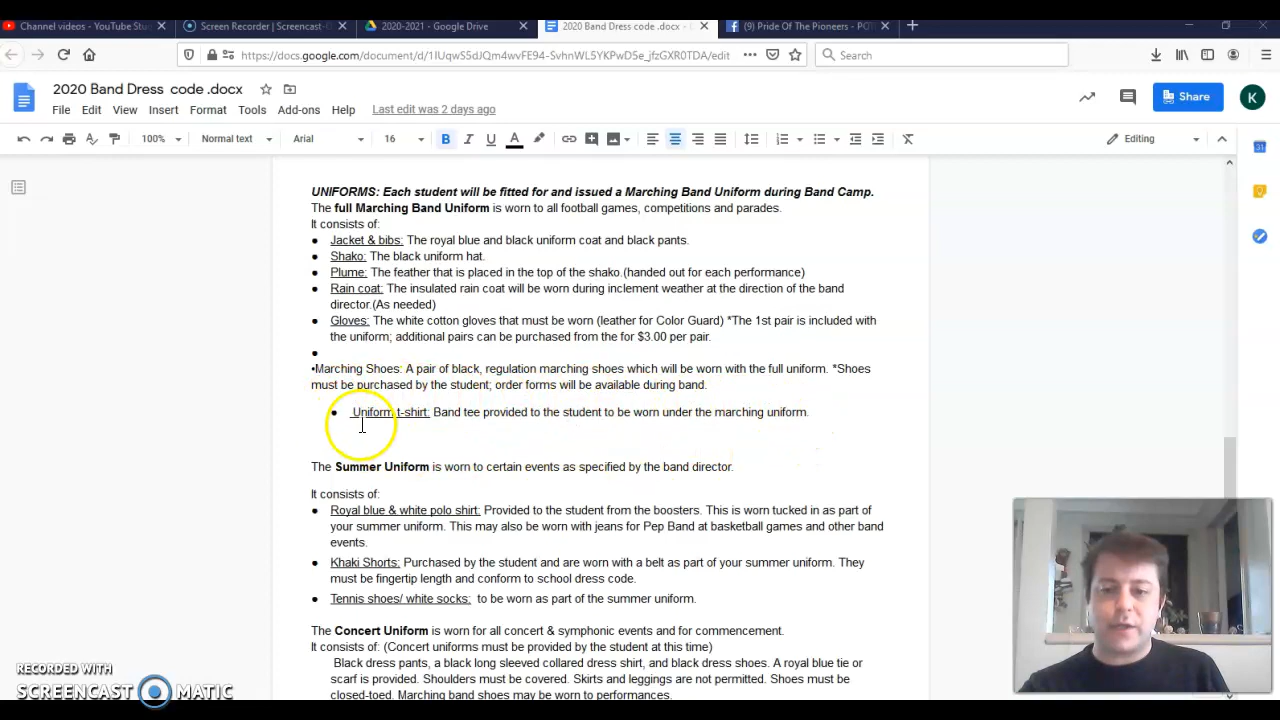 Channel videos - YouTube Stu
Screen Recorder | Screencast-O
2020-2021 - Google Drive
2020 Band Dress code .docx -
(9) Pride Of The Pioneers - POT
https://docs.google.com/document/d/1IUqwS5dJQm4wvFE94-SvhnWL5YKPwD5e_jfzGXR0TDA/edit
Search
2020 Band Dress code .docx
K
Share
File Edit View Insert Format Tools Add-ons Help Last edit was 2 days ago
100% Normal text Arial 16 B I U A Editing
UNIFORMS: Each student will be fitted for and issued a Marching Band Uniform during Band Camp.
The full Marching Band Uniform is worn to all football games, competitions and parades.
It consists of:
● Jacket & bibs: The royal blue and black uniform coat and black pants.
● Shako: The black uniform hat.
● Plume: The feather that is placed in the top of the shako.(handed out for each performance)
● Rain coat: The insulated rain coat will be worn during inclement weather at the direction of the band
director.(As needed)
● Gloves: The white cotton gloves that must be worn (leather for Color Guard) *The 1st pair is included with
the uniform; additional pairs can be purchased from the for $3.00 per pair.
●
•Marching Shoes: A pair of black, regulation marching shoes which will be worn with the full uniform. *Shoes
must be purchased by the student; order forms will be available during band.
● Uniform t-shirt: Band tee provided to the student to be worn under the marching uniform.
The Summer Uniform is worn to certain events as specified by the band director.
It consists of:
● Royal blue & white polo shirt: Provided to the student from the boosters. This is worn tucked in as part of
your summer uniform. This may also be worn with jeans for Pep Band at basketball games and other band
events.
● Khaki Shorts: Purchased by the student and are worn with a belt as part of your summer uniform. They
must be fingertip length and conform to school dress code.
● Tennis shoes/ white socks: to be worn as part of the summer uniform.
The Concert Uniform is worn for all concert & symphonic events and for commencement.
It consists of: (Concert uniforms must be provided by the student at this time)
Black dress pants, a black long sleeved collared dress shirt, and black dress shoes. A royal blue tie or
scarf is provided. Shoulders must be covered. Skirts and leggings are not permitted. Shoes must be
closed-toed. Marching band shoes may be worn to performances.
RECORDED WITH
SCREENCAST MATIC